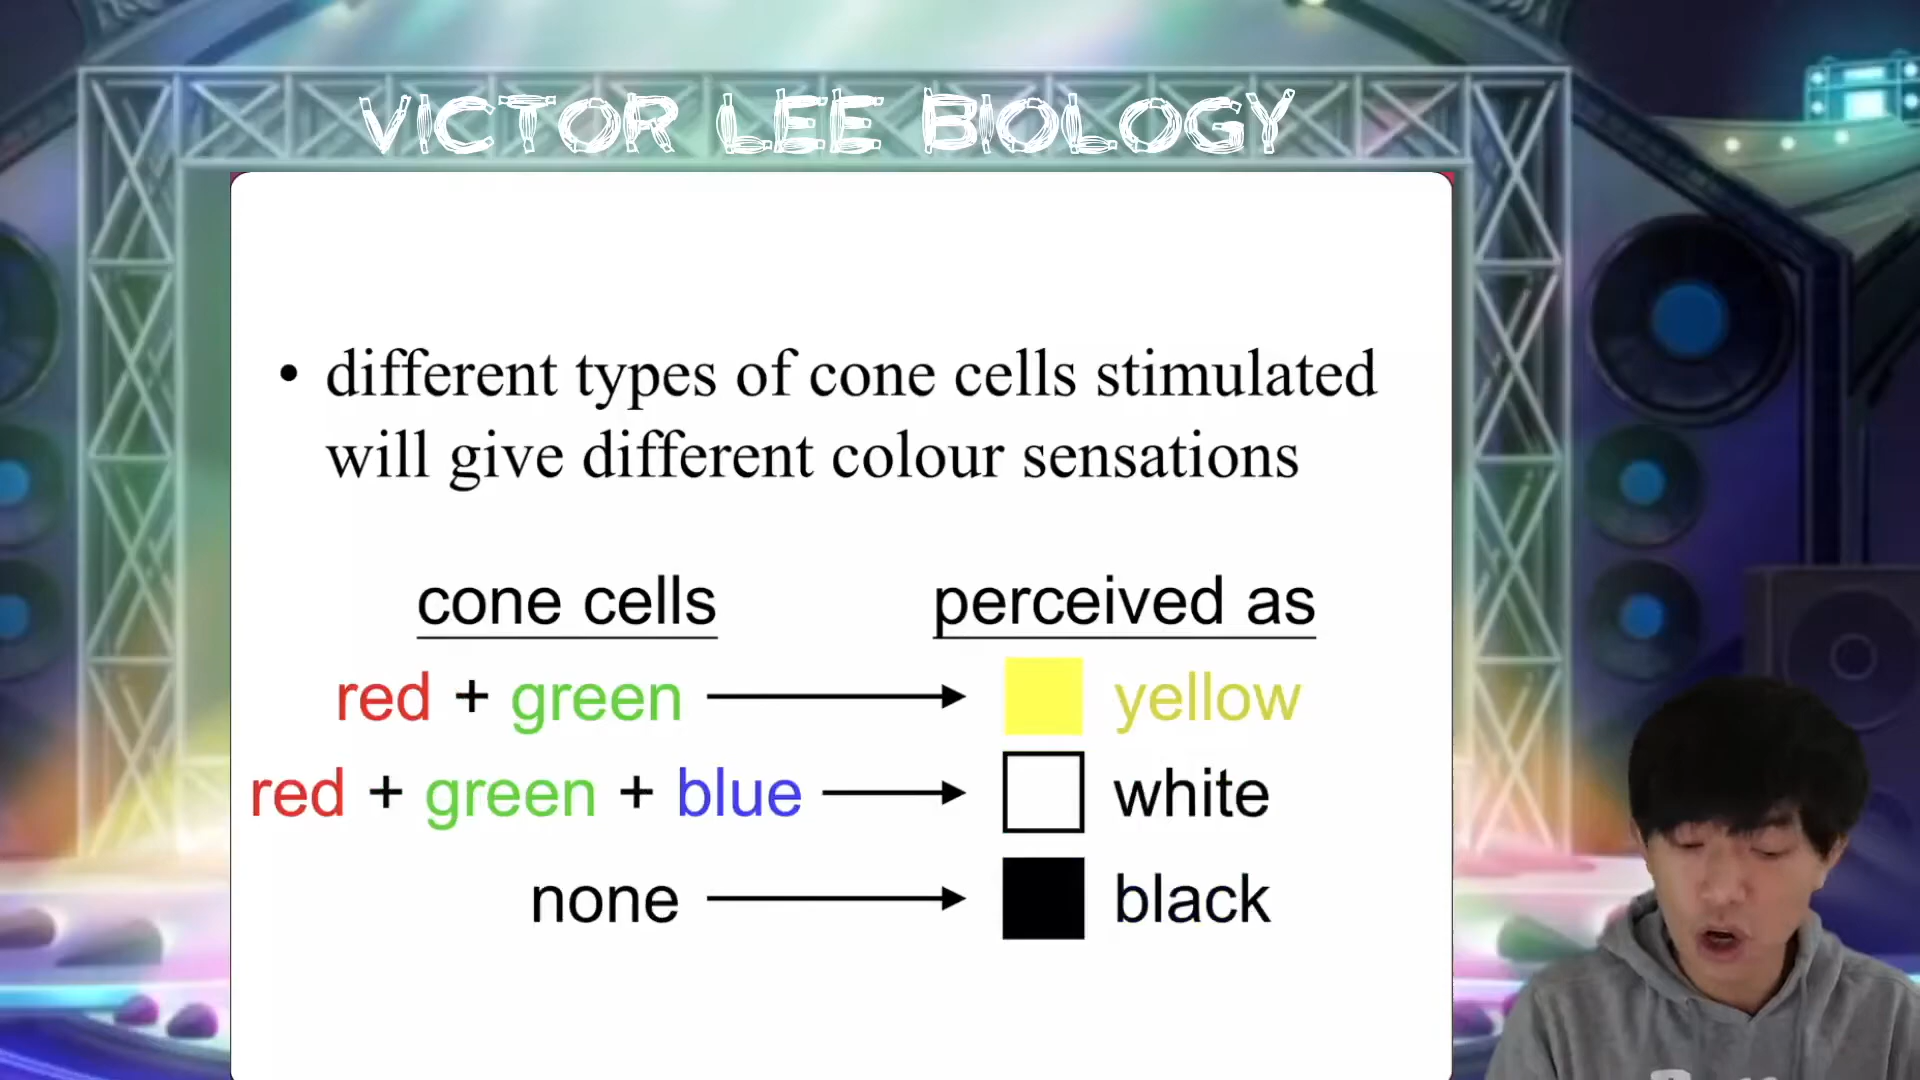 VICTOR LEE BIOLOGY
• different types of cone cells stimulated
will give different colour sensations
cone cells perceived as
red + green yellow
red + green + blue white
none black